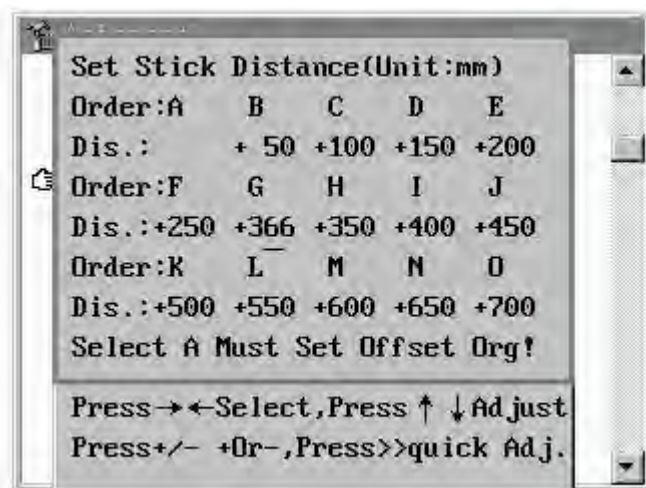 Set Stick Distance(Unit:mm)
Order:A B C D E
Dis.: + 50 +100 +150 +200
Order:F G H I J
Dis.:+250 +366 +350 +400 +450
Order:K L M N O
Dis.:+500 +550 +600 +650 +700
Select A Must Set Offset Org!
Press→←Select,Press↑↓Adjust
Press+/- +Or-,Press>>quick Adj.